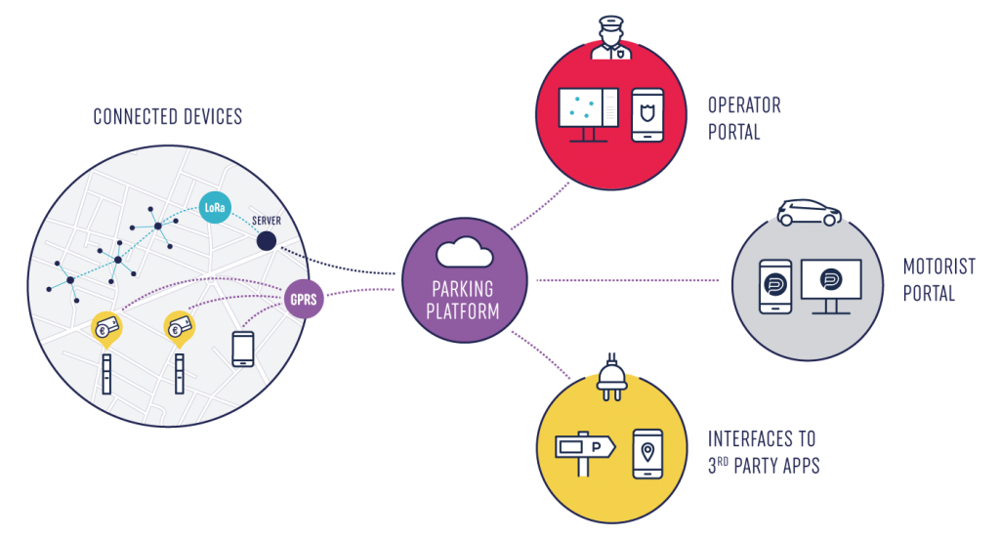 CONNECTED DEVICES
LoRa
SERVER
GPRS
€
€
PARKING
PLATFORM
OPERATOR
PORTAL
MOTORIST
PORTAL
P
INTERFACES TO
3RD PARTY APPS